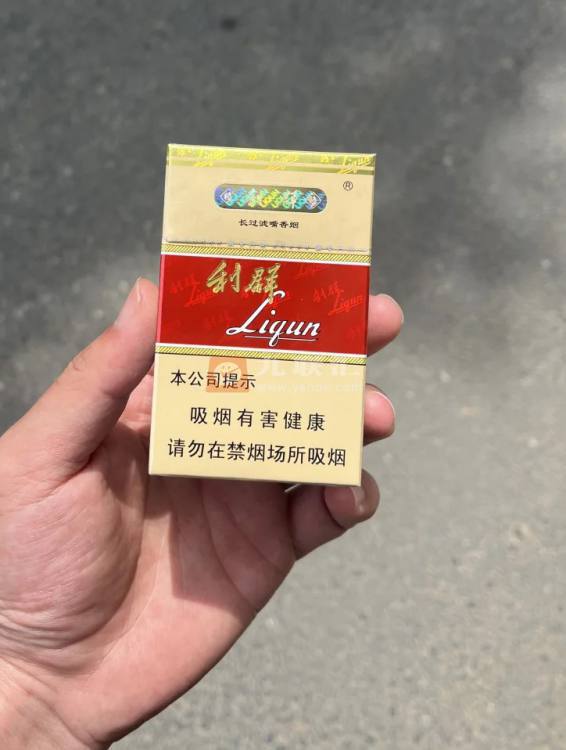 ®
长过滤嘴香烟
利群
Liqun
本公司提示
吸烟有害健康
请勿在禁烟场所吸烟